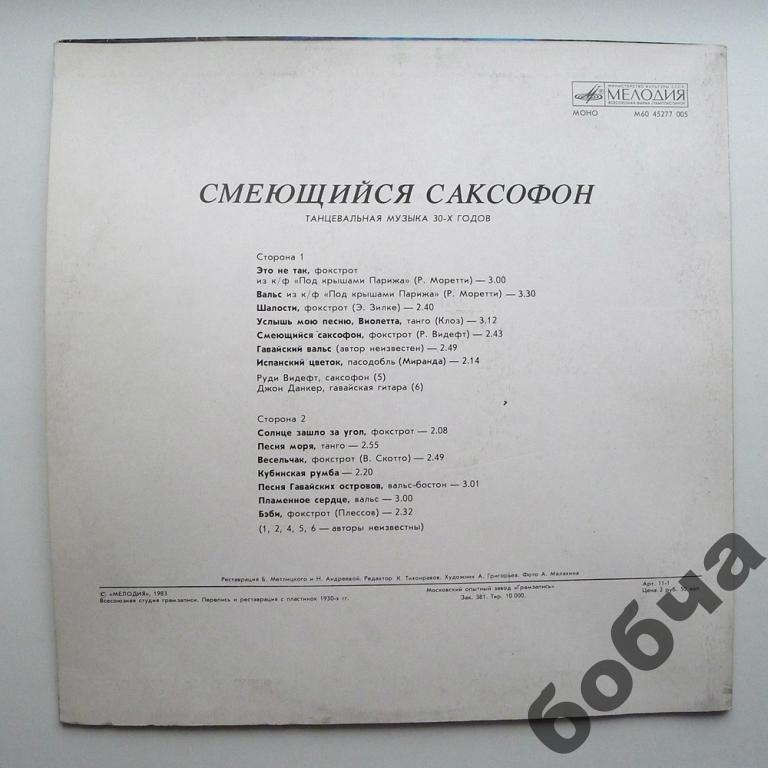 МИНИСТЕРСТВО КУЛЬТУРЫ СССР
МЕЛОДИЯ
ВСЕСОЮЗНАЯ ФИРМА ГРАМПЛАСТИНОК
МОНО М60 45277 005
СМЕЮЩИЙСЯ САКСОФОН
ТАНЦЕВАЛЬНАЯ МУЗЫКА 30-Х ГОДОВ
Сторона 1
Это не так, фокстрот
из к/ф «Под крышами Парижа» (Р. Моретти) — 3.00
Вальс из к/ф «Под крышами Парижа» (Р. Моретти) — 3.30
Шалости, фокстрот (Э. Зилке) — 2.40
Услышь мою песню, Виолетта, танго (Клоз) — 3.12
Смеющийся саксофон, фокстрот (Р. Видефт) — 2.43
Гавайский вальс (автор неизвестен) — 2.49
Испанский цветок, пасодобль (Миранда) — 2.14
Руди Видефт, саксофон (5)
Джон Данкер, гавайская гитара (6)
Сторона 2
Солнце зашло за угол, фокстрот — 2.08
Песня моря, танго — 2.55
Весельчак, фокстрот (В. Скотто) — 2.49
Кубинская румба — 2.20
Песня Гавайских островов, вальс-бостон — 3.01
Пламенное сердце, вальс — 3.00
Бэби, фокстрот (Плессов) — 2.32
(1, 2, 4, 5, 6 — авторы неизвестны)
Реставрация Б. Метлицкого и Н. Андреевой. Редактор К. Тихонравов. Художник А. Григорьев. Фото А. Малахина
© «МЕЛОДИЯ», 1983 Московский опытный завод «Грамзапись» Арт. 11-1
Всесоюзная студия грамзаписи. Перепись и реставрация с пластинок 1930-х гг. Зак. 381. Тир. 10 000. Цена 2 руб. 50 коп
бобча